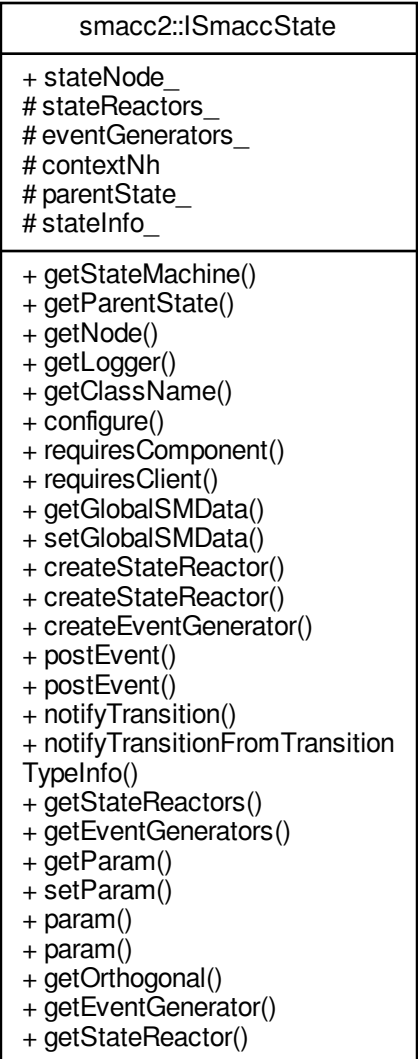 smacc2::ISmaccState
+ stateNode_
# stateReactors_
# eventGenerators_
# contextNh
# parentState_
# stateInfo_
+ getStateMachine()
+ getParentState()
+ getNode()
+ getLogger()
+ getClassName()
+ configure()
+ requiresComponent()
+ requiresClient()
+ getGlobalSMData()
+ setGlobalSMData()
+ createStateReactor()
+ createStateReactor()
+ createEventGenerator()
+ postEvent()
+ postEvent()
+ notifyTransition()
+ notifyTransitionFromTransition
TypeInfo()
+ getStateReactors()
+ getEventGenerators()
+ getParam()
+ setParam()
+ param()
+ param()
+ getOrthogonal()
+ getEventGenerator()
+ getStateReactor()